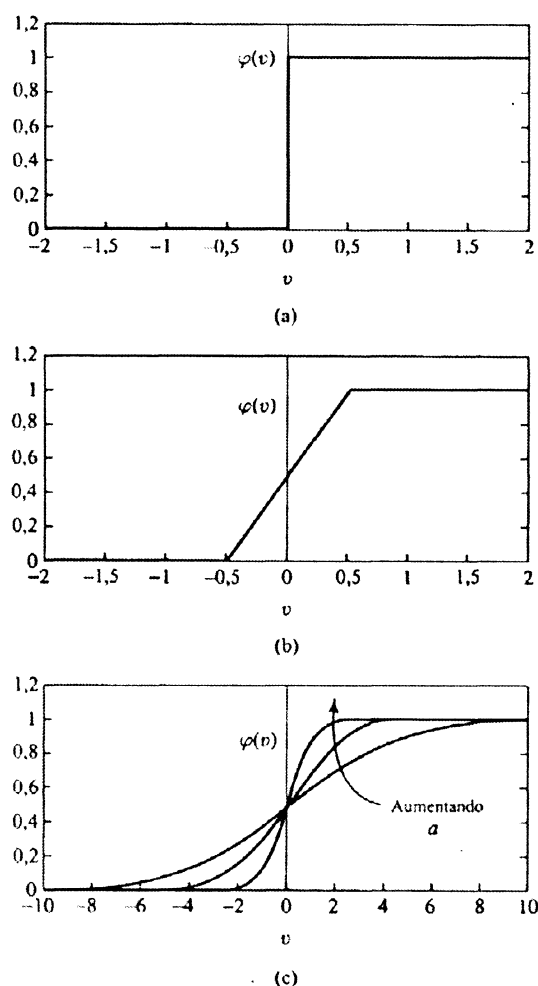 1,2
1
φ(v)
0,8
0,6
0,4
0,2
0
−2 −1,5 −1 −0,5 0 0,5 1 1,5 2
v
(a)
1,2
1
φ(v)
0,8
0,6
0,4
0,2
0
−2 −1,5 −1 −0,5 0 0,5 1 1,5 2
v
(b)
1,2
1
φ(v)
0,8
0,6
Aumentando
0,4
a
0,2
0
−10 −8 −6 −4 −2 0 2 4 6 8 10
v
(c)